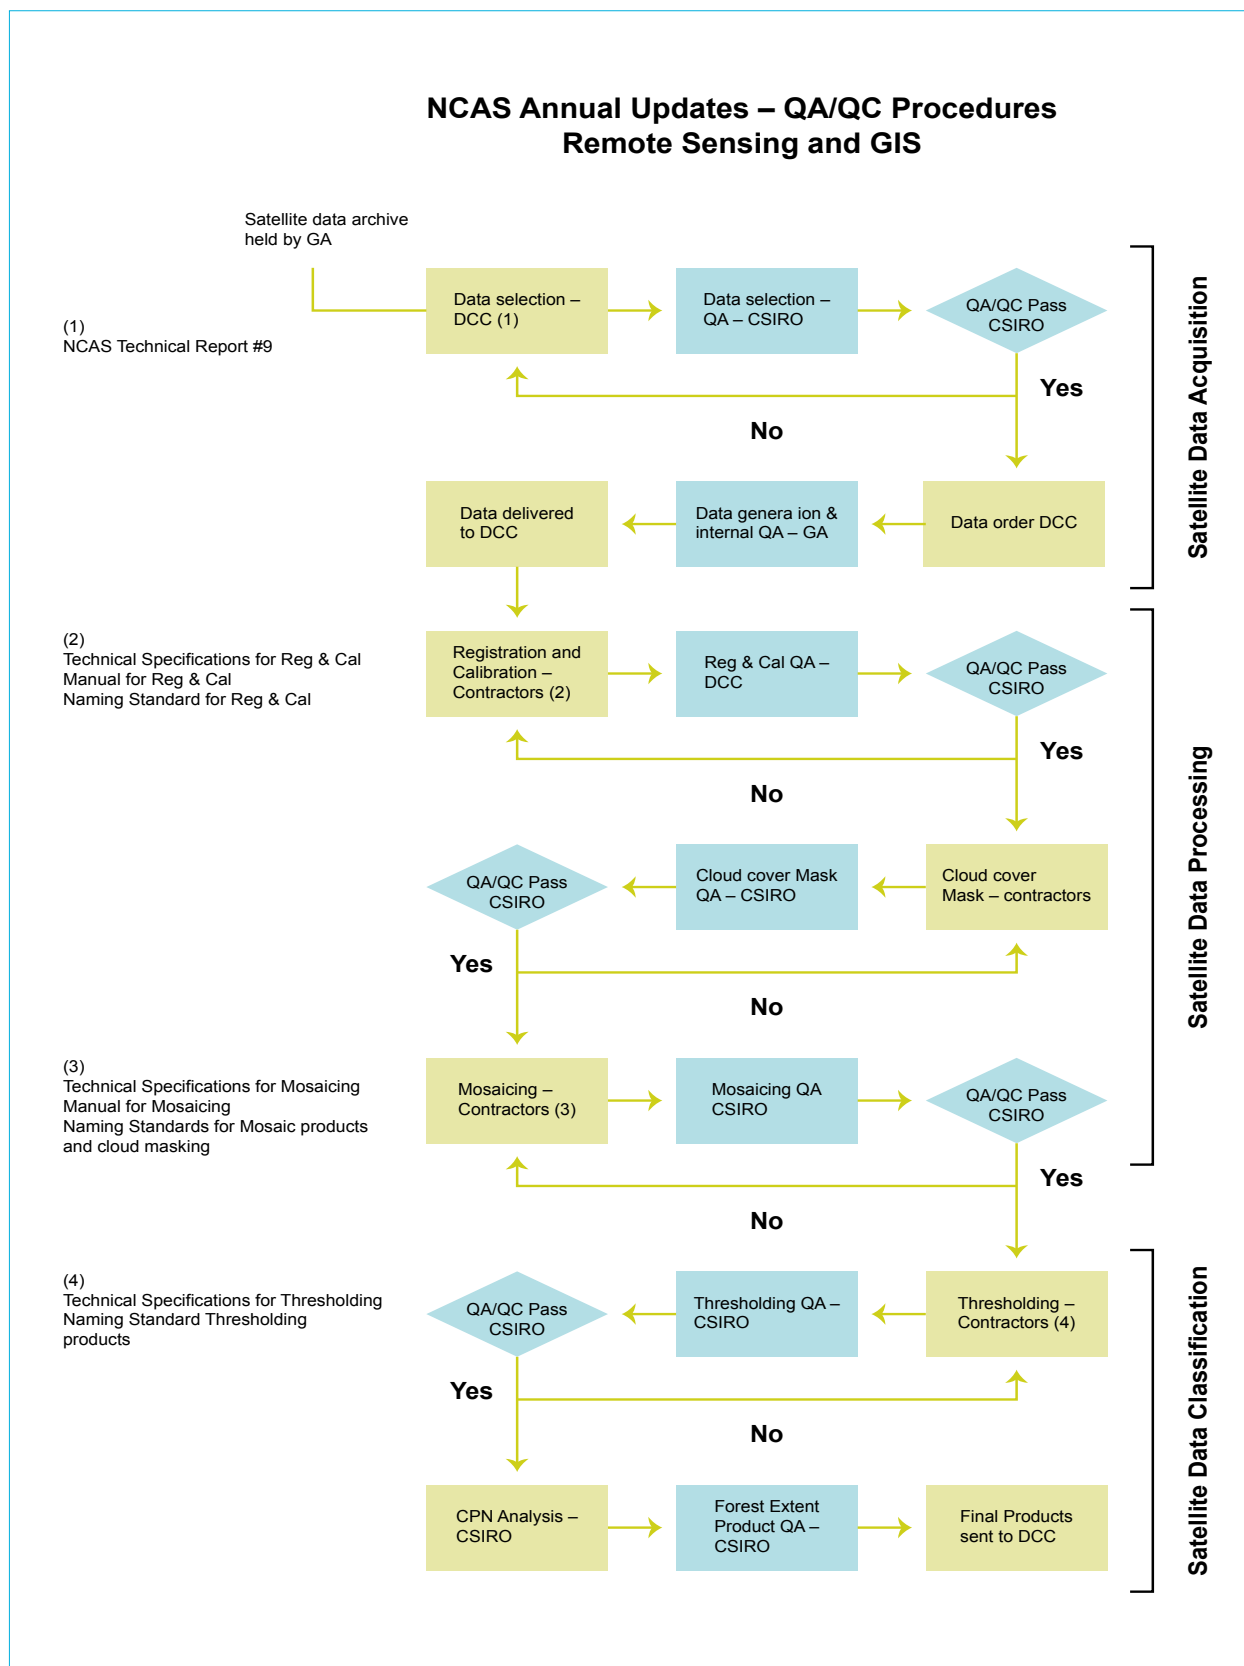 NCAS Annual Updates – QA/QC Procedures
Remote Sensing and GIS
Satellite data archive
held by GA
(1)
NCAS Technical Report #9
Data selection –
DCC (1)
Data selection –
QA – CSIRO
QA/QC Pass
CSIRO
Yes
No
Data delivered
to DCC
Data genera ion &
internal QA – GA
Data order DCC
Satellite Data Acquisition
(2)
Technical Specifications for Reg & Cal
Manual for Reg & Cal
Naming Standard for Reg & Cal
Registration and
Calibration –
Contractors (2)
Reg & Cal QA –
DCC
QA/QC Pass
CSIRO
Yes
No
QA/QC Pass
CSIRO
Cloud cover Mask
QA – CSIRO
Cloud cover
Mask – contractors
Yes
No
Satellite Data Processing
(3)
Technical Specifications for Mosaicing
Manual for Mosaicing
Naming Standards for Mosaic products
and cloud masking
Mosaicing –
Contractors (3)
Mosaicing QA
CSIRO
QA/QC Pass
CSIRO
Yes
No
(4)
Technical Specifications for Thresholding
Naming Standard Thresholding
products
QA/QC Pass
CSIRO
Thresholding QA –
CSIRO
Thresholding –
Contractors (4)
Yes
No
CPN Analysis –
CSIRO
Forest Extent
Product QA –
CSIRO
Final Products
sent to DCC
Satellite Data Classification